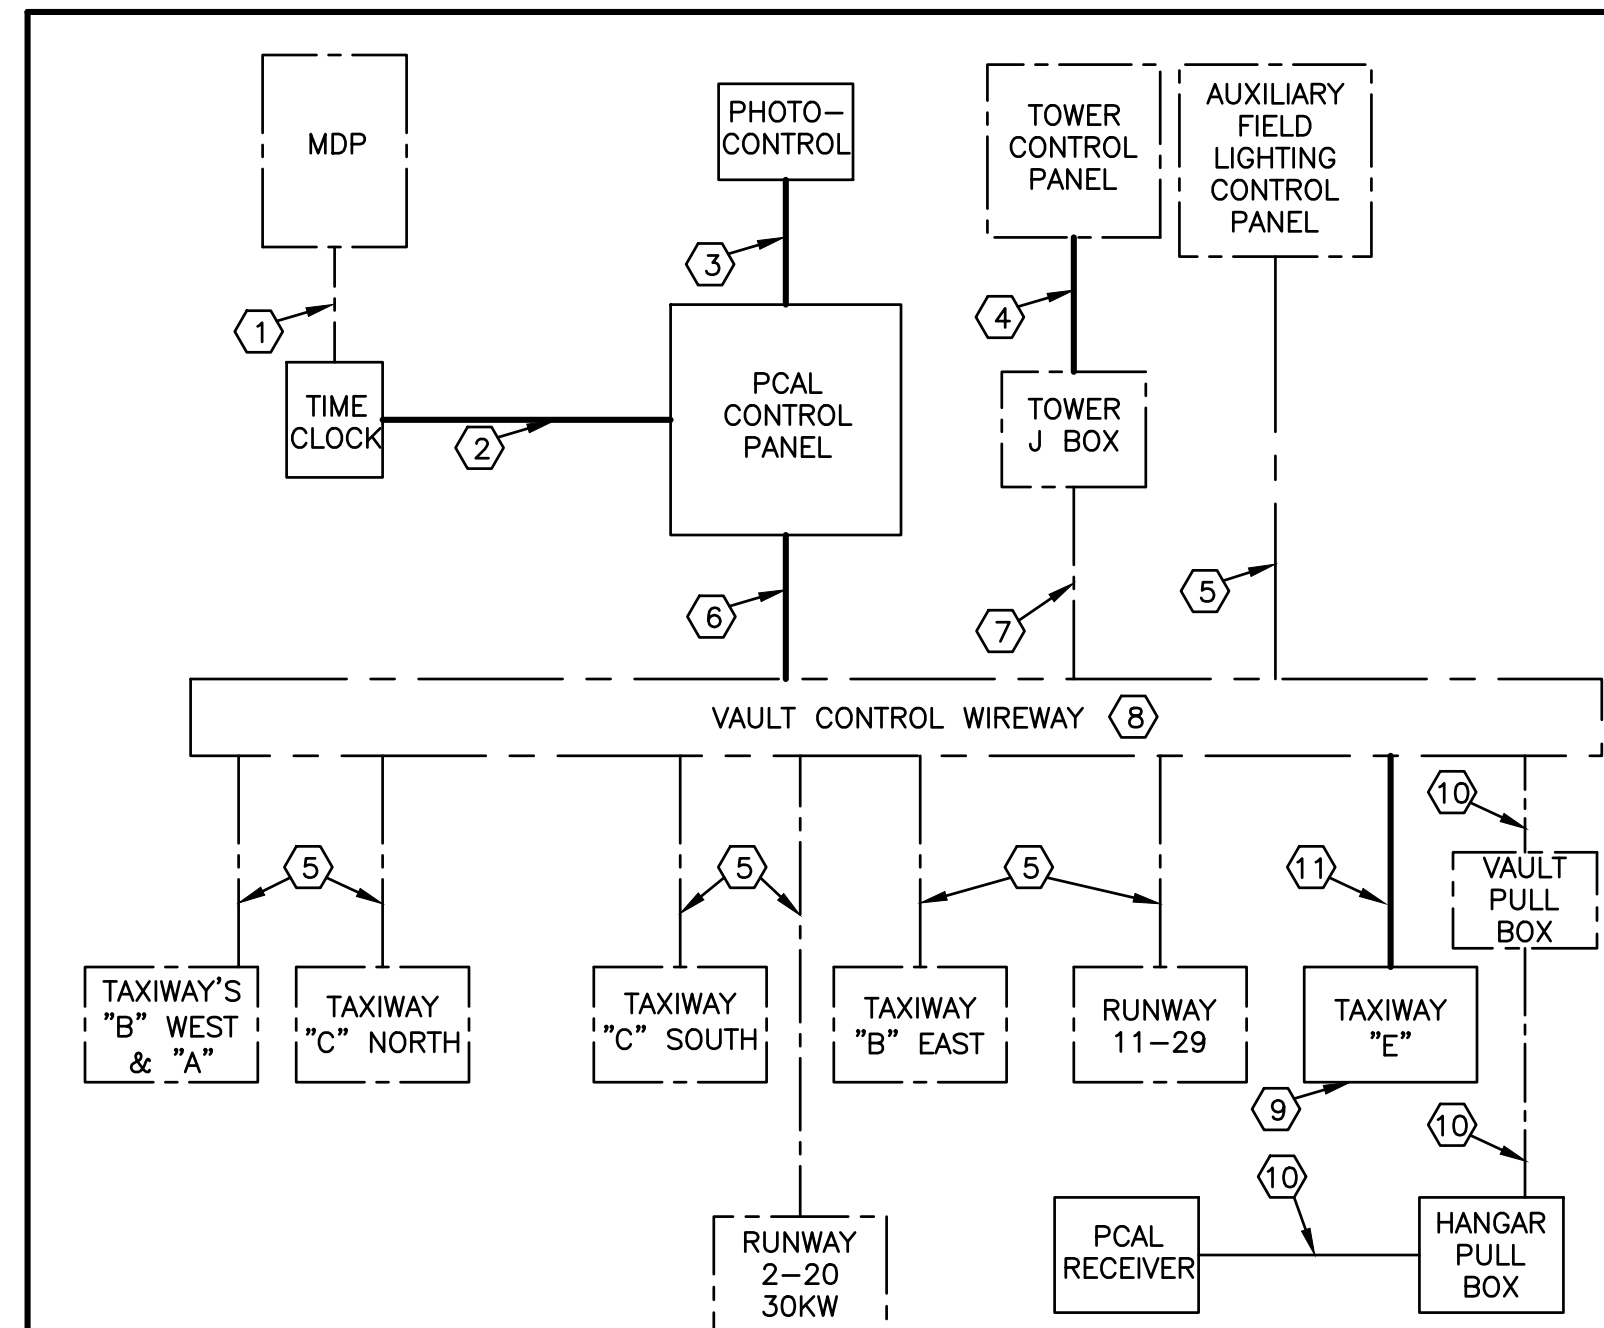 MDP
PHOTO-
CONTROL
TOWER
CONTROL
PANEL
AUXILIARY
FIELD
LIGHTING
CONTROL
PANEL
3
1
4
TIME
CLOCK
2
PCAL
CONTROL
PANEL
TOWER
J BOX
6
7
5
VAULT CONTROL WIREWAY 8
10
5
5
5
11
VAULT
PULL
BOX
TAXIWAY'S
"B" WEST
& "A"
TAXIWAY
"C" NORTH
TAXIWAY
"C" SOUTH
TAXIWAY
"B" EAST
RUNWAY
11-29
TAXIWAY
"E"
9
10
10
RUNWAY
2-20
30KW
PCAL
RECEIVER
HANGAR
PULL
BOX